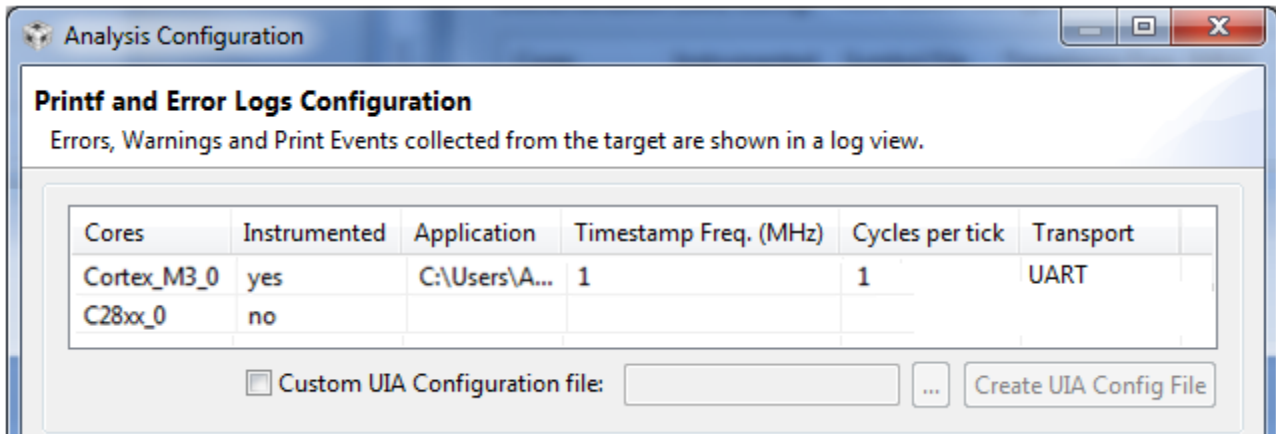 Analysis Configuration
Printf and Error Logs Configuration
Errors, Warnings and Print Events collected from the target are shown in a log view.
Cores Instrumented Application Timestamp Freq. (MHz) Cycles per tick Transport
Cortex_M3_0 yes C:\Users\A... 1 1 UART
C28xx_0 no
Custom UIA Configuration file: ... Create UIA Config File